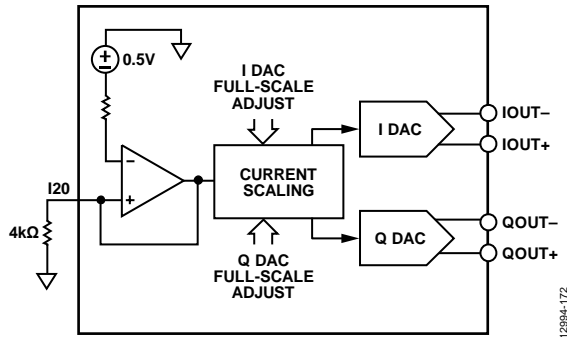 0.5V
I DAC
FULL-SCALE
ADJUST
I DAC
IOUT–
IOUT+
–
+
I20
4kΩ
CURRENT
SCALING
Q DAC
QOUT–
QOUT+
Q DAC
FULL-SCALE
ADJUST
12994-172